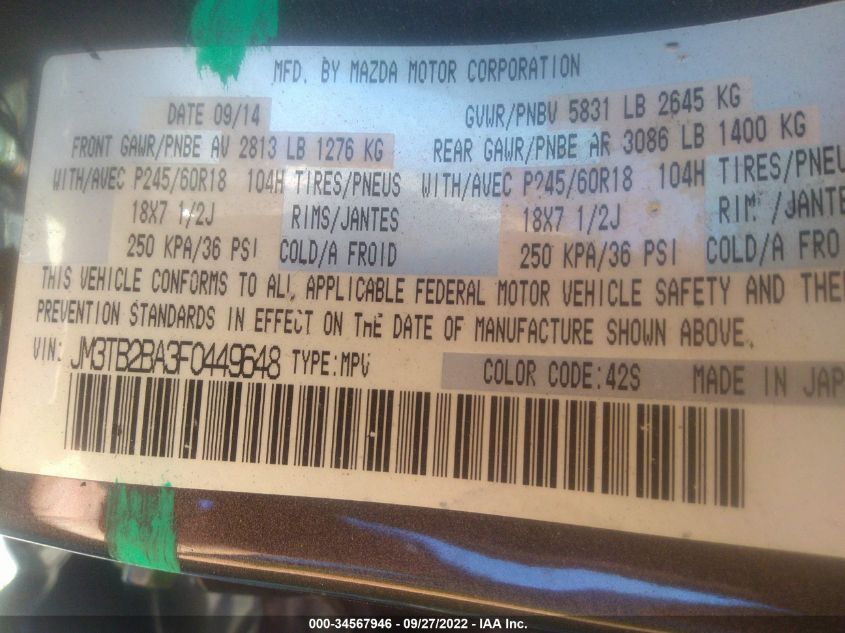 MFD. BY MAZDA MOTOR CORPORATION
DATE 09/14 GVWR/PNBV 5831 LB 2645 KG
FRONT GAWR/PNBE AV 2813 LB 1276 KG REAR GAWR/PNBE AR 3086 LB 1400 KG
WITH/AVEC P245/60R18 104H TIRES/PNEUS WITH/AVEC P245/60R18 104H TIRES/PNEU
18X7 1/2J RIMS/JANTES 18X7 1/2J RIM /JANTE
250 KPA/36 PSI COLD/A FROID 250 KPA/36 PSI COLD/A FRO
THIS VEHICLE CONFORMS TO ALL APPLICABLE FEDERAL MOTOR VEHICLE SAFETY AND THE
PREVENTION STANDARDS IN EFFECT ON THE DATE OF MANUFACTURE SHOWN ABOVE.
VIN: JM3TB2BA3F0449648 TYPE:MPV COLOR CODE:42S MADE IN JAP
000-34567946 - 09/27/2022 - IAA Inc.